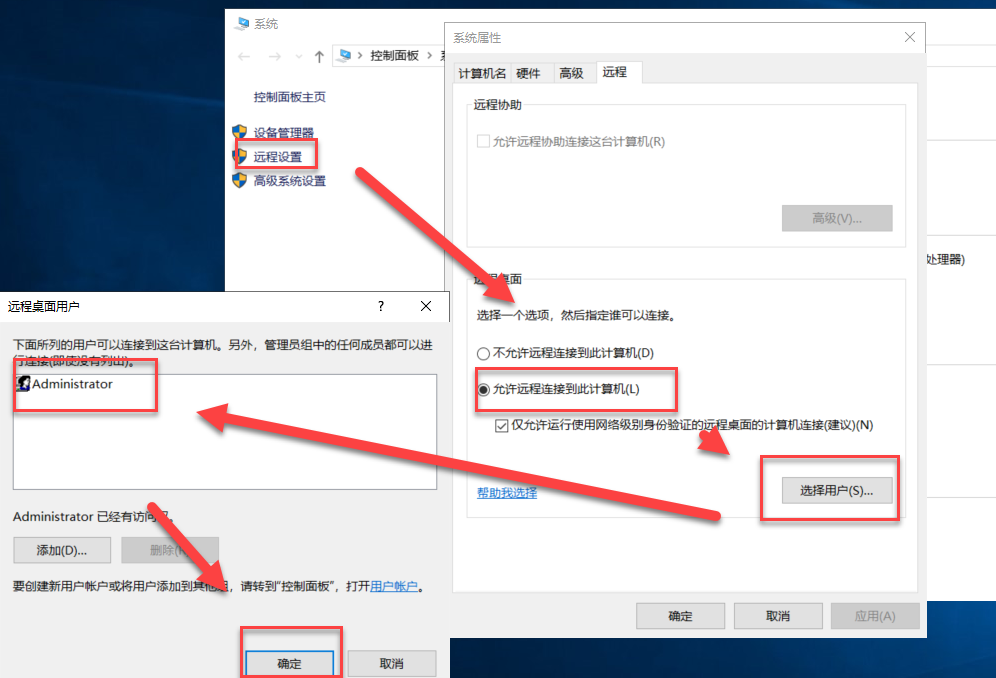 系统
控制面板
控制面板主页
设备管理器
远程设置
高级系统设置
系统属性
计算机名 硬件 高级 远程
远程协助
允许远程协助连接这台计算机(R)
高级(V)...
远程桌面
选择一个选项，然后指定谁可以连接。
不允许远程连接到此计算机(D)
允许远程连接到此计算机(L)
仅允许运行使用网络级别身份验证的远程桌面的计算机连接(建议)(N)
帮助我选择
选择用户(S)...
确定 取消 应用(A)
处理器)
远程桌面用户
?
下面所列的用户可以连接到这台计算机。另外，管理员组中的任何成员都可以进
行连接(即使没有列出)。
Administrator
Administrator 已经有访问权。
添加(D)...
删除(R)
要创建新用户帐户或将用户添加到其他组，请转到"控制面板"，打开用户帐户。
确定 取消